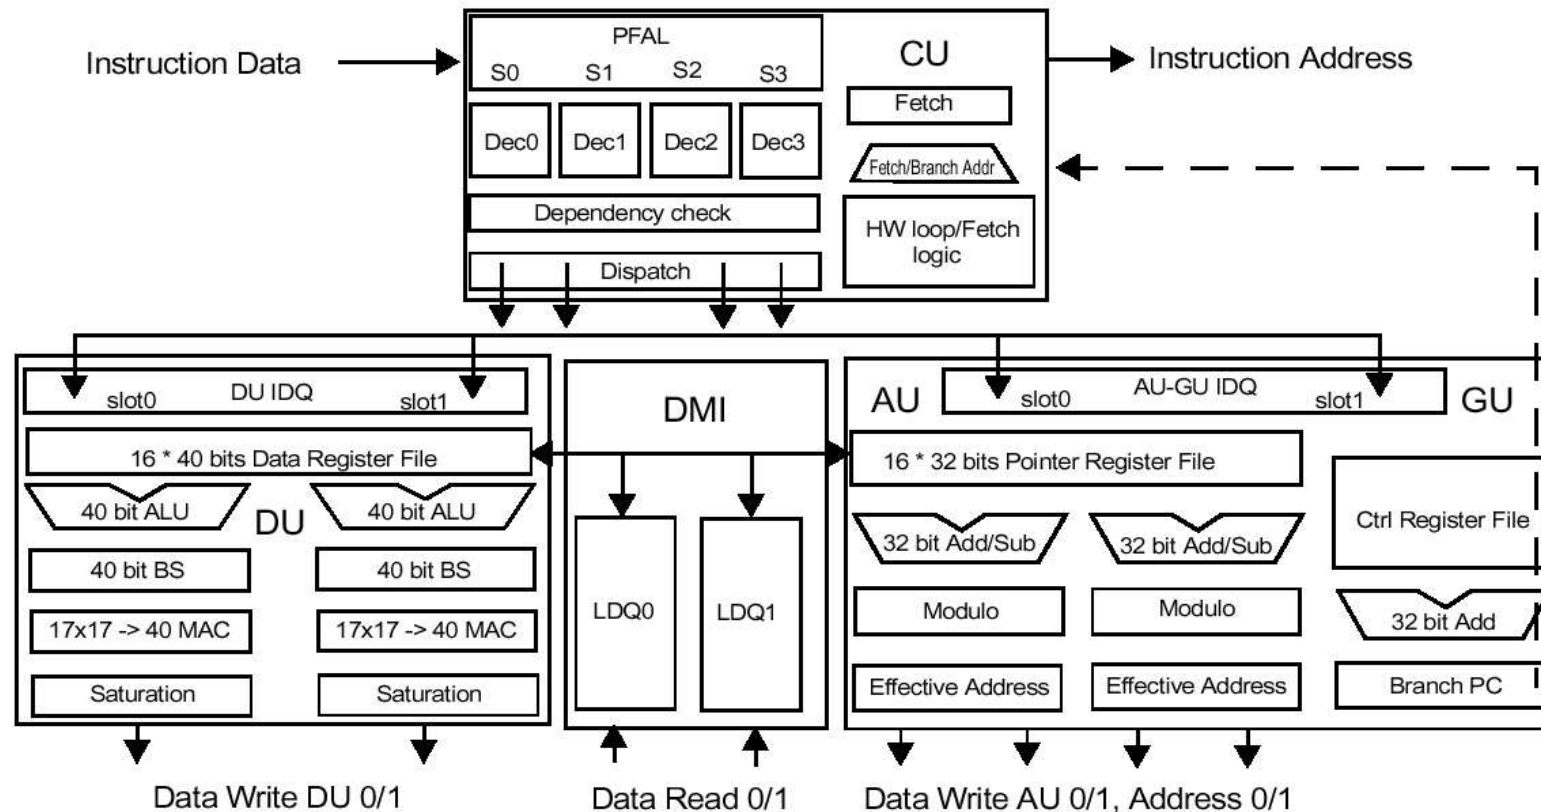 Instruction Data
PFAL
S0 S1 S2 S3
CU
Instruction Address
Fetch
Dec0 Dec1 Dec2 Dec3
Fetch/Branch Addr
Dependency check
HW loop/Fetch
logic
Dispatch
DU IDQ
slot0 slot1
16 * 40 bits Data Register File
40 bit ALU
DU
40 bit ALU
40 bit BS
40 bit BS
17x17 -> 40 MAC
17x17 -> 40 MAC
Saturation
Saturation
DMI
LDQ0
LDQ1
AU
AU-GU IDQ
slot0 slot1
GU
16 * 32 bits Pointer Register File
Ctrl Register File
32 bit Add/Sub
32 bit Add/Sub
Modulo
Modulo
32 bit Add
Effective Address
Effective Address
Branch PC
Data Write DU 0/1
Data Read 0/1
Data Write AU 0/1, Address 0/1